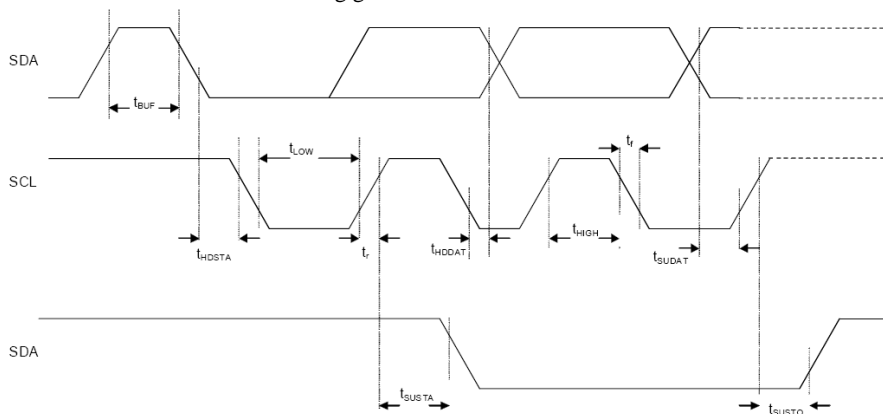 SDA
tBUF
tLOW
tf
SCL
tHDSTA
tr
tHDDAT
tHIGH
tSUDAT
SDA
tSUSTA
tSUSTO